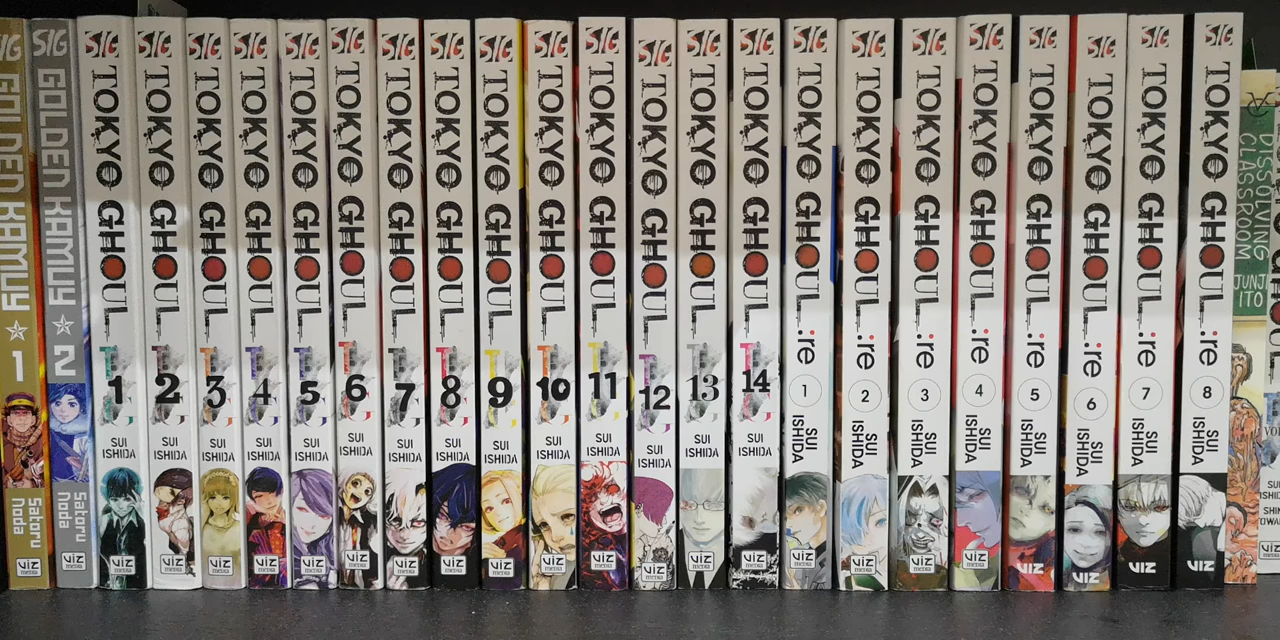 SIG GOLDEN KAMUY 1 Satoru Noda
SIG GOLDEN KAMUY 2 Satoru Noda VIZ media
SIG TOKYO GHOUL 1 SUI ISHIDA VIZ media
SIG TOKYO GHOUL 2 SUI ISHIDA VIZ media
SIG TOKYO GHOUL 3 SUI ISHIDA VIZ media
SIG TOKYO GHOUL 4 SUI ISHIDA VIZ media
SIG TOKYO GHOUL 5 SUI ISHIDA VIZ media
SIG TOKYO GHOUL 6 SUI ISHIDA VIZ media
SIG TOKYO GHOUL 7 SUI ISHIDA VIZ media
SIG TOKYO GHOUL 8 SUI ISHIDA VIZ media
SIG TOKYO GHOUL 9 SUI ISHIDA VIZ media
SIG TOKYO GHOUL 10 SUI ISHIDA VIZ media
SIG TOKYO GHOUL 11 SUI ISHIDA VIZ media
SIG TOKYO GHOUL 12 SUI ISHIDA VIZ media
SIG TOKYO GHOUL 13 SUI ISHIDA VIZ media
SIG TOKYO GHOUL 14 SUI ISHIDA VIZ media
SIG TOKYO GHOUL:re 1 SUI ISHIDA VIZ media
SIG TOKYO GHOUL:re 2 SUI ISHIDA VIZ media
SIG TOKYO GHOUL:re 3 SUI ISHIDA VIZ media
SIG TOKYO GHOUL:re 4 SUI ISHIDA VIZ media
SIG TOKYO GHOUL:re 5 SUI ISHIDA VIZ
SIG TOKYO GHOUL:re 6 SUI ISHIDA VIZ media
SIG TOKYO GHOUL:re 7 SUI ISHIDA VIZ
SIG TOKYO GHOUL:re 8 SUI ISHIDA VIZ
DISSOLVING CLASSROOM JUNJI ITO